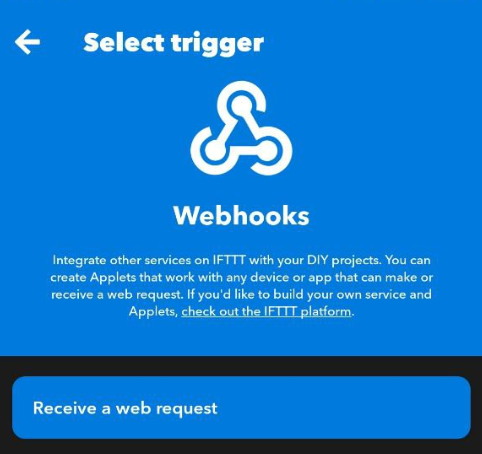 Select trigger
Webhooks
Integrate other services on IFTTT with your DIY projects. You can
create Applets that work with any device or app that can make or
receive a web request. If you'd like to build your own service and
Applets, check out the IFTTT platform.
Receive a web request